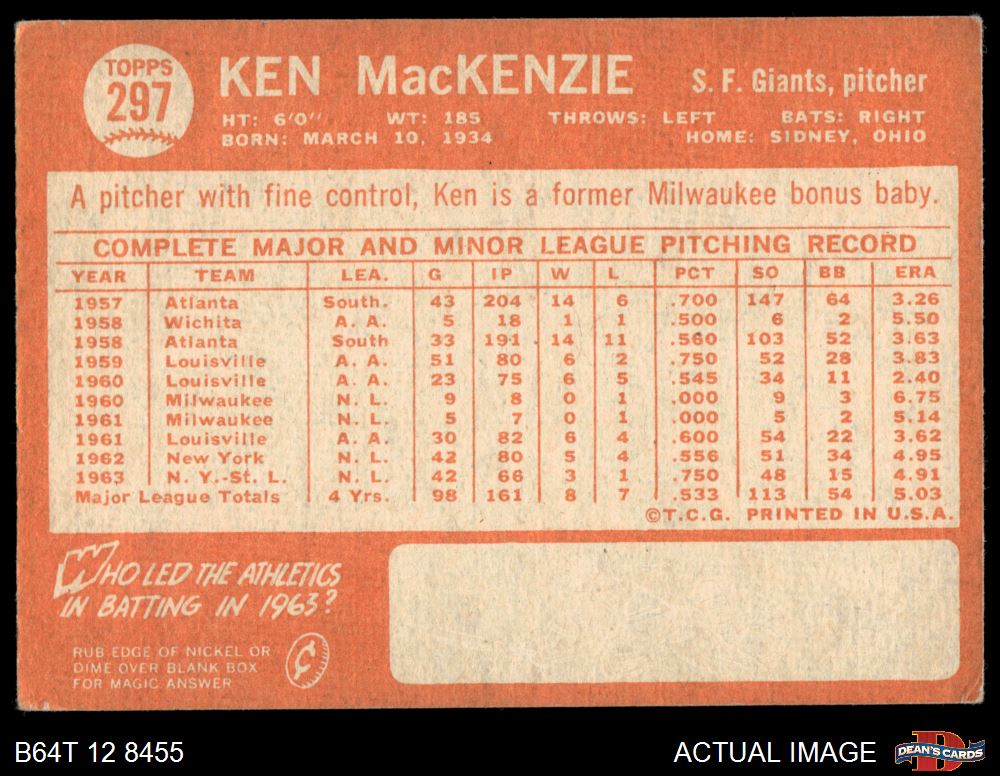 TOPPS
297
KEN MacKENZIE
S. F. Giants, pitcher
HT: 6'0'' WT: 185 THROWS: LEFT BATS: RIGHT
BORN: MARCH 10, 1934 HOME: SIDNEY, OHIO
A pitcher with fine control, Ken is a former Milwaukee bonus baby.
COMPLETE MAJOR AND MINOR LEAGUE PITCHING RECORD
YEAR TEAM LEA. G IP W L PCT SO BB ERA
1957 Atlanta South. 43 204 14 6 .700 147 64 3.26
1958 Wichita A. A. 5 18 1 1 .500 6 2 5.50
1958 Atlanta South 33 191 14 11 .560 103 52 3.63
1959 Louisville A. A. 51 80 6 2 .750 52 28 3.83
1960 Louisville A. A. 23 75 6 5 .545 34 11 2.40
1960 Milwaukee N. L. 9 8 0 1 .000 9 3 6.75
1961 Milwaukee N. L. 5 7 0 1 .000 5 2 5.14
1961 Louisville A. A. 30 82 6 4 .600 54 22 3.62
1962 New York N. L. 42 80 5 4 .556 51 34 4.95
1963 N. Y.-St. L. N. L. 42 66 3 1 .750 48 15 4.91
Major League Totals 4 Yrs. 98 161 8 7 .533 113 54 5.03
©T.C.G. PRINTED IN U.S.A.
WHO LED THE ATHLETICS
IN BATTING IN 1963?
RUB EDGE OF NICKEL OR
DIME OVER BLANK BOX
FOR MAGIC ANSWER
¢
B64T 12 8455
ACTUAL IMAGE
DEAN'S CARDS